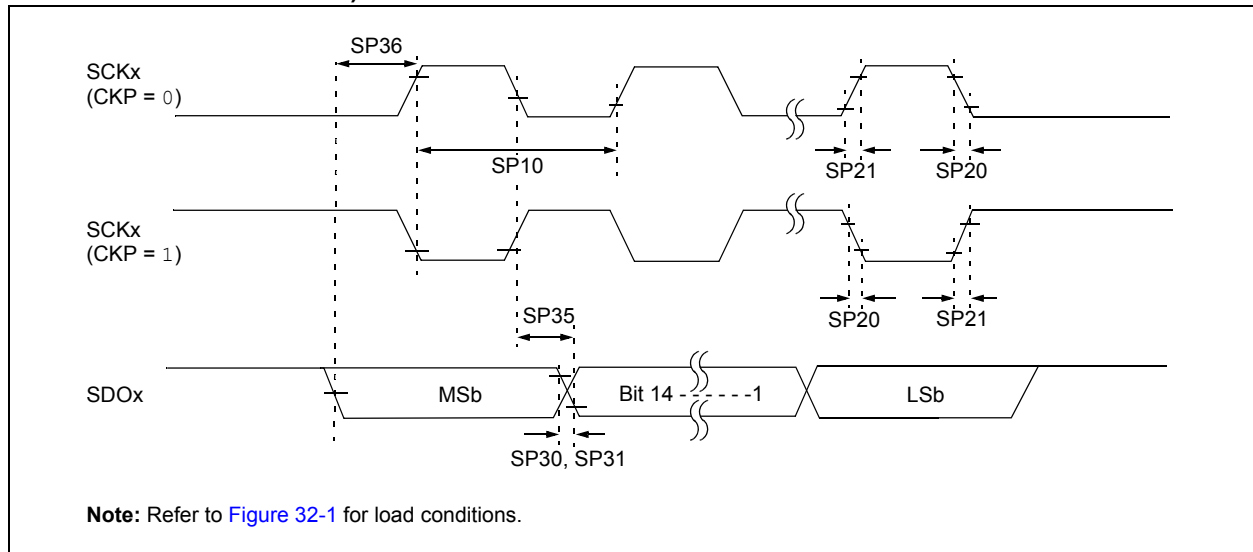 SP36
SCKx
(CKP = 0)
SP10
SP21
SP20
SCKx
(CKP = 1)
SP35
SP20
SP21
SDOx
MSb
Bit 14 - - - - - -1
LSb
SP30, SP31
Note: Refer to Figure 32-1 for load conditions.